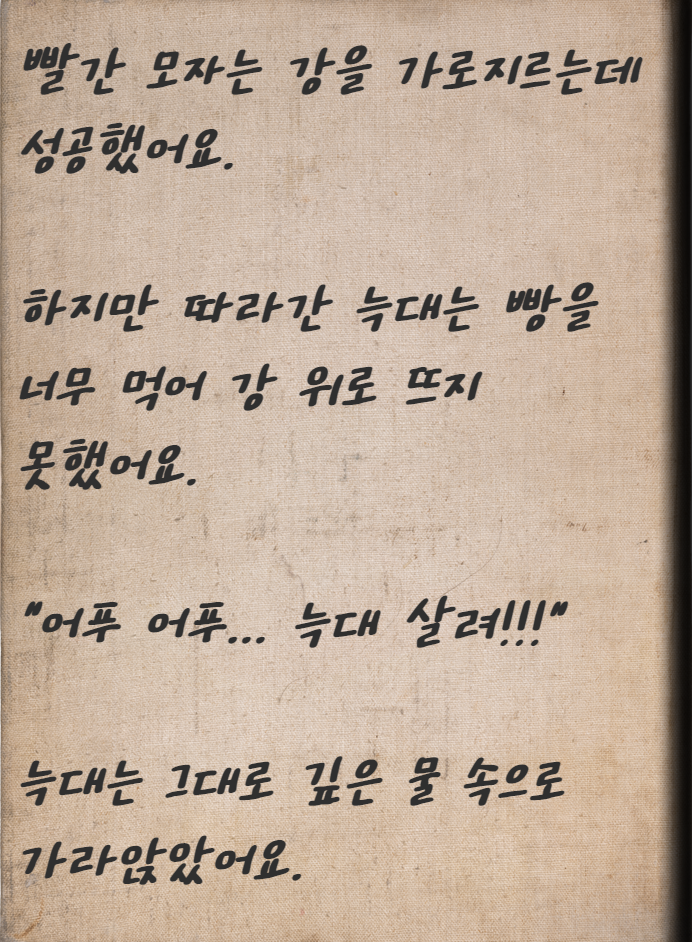 빨간 모자는 강을 가로지르는데
성공했어요.
하지만 따라간 늑대는 빵을
너무 먹어 강 위로 뜨지
못했어요.
"어푸 어푸... 늑대 살려!!!"
늑대는 그대로 깊은 물 속으로
가라앉았어요.